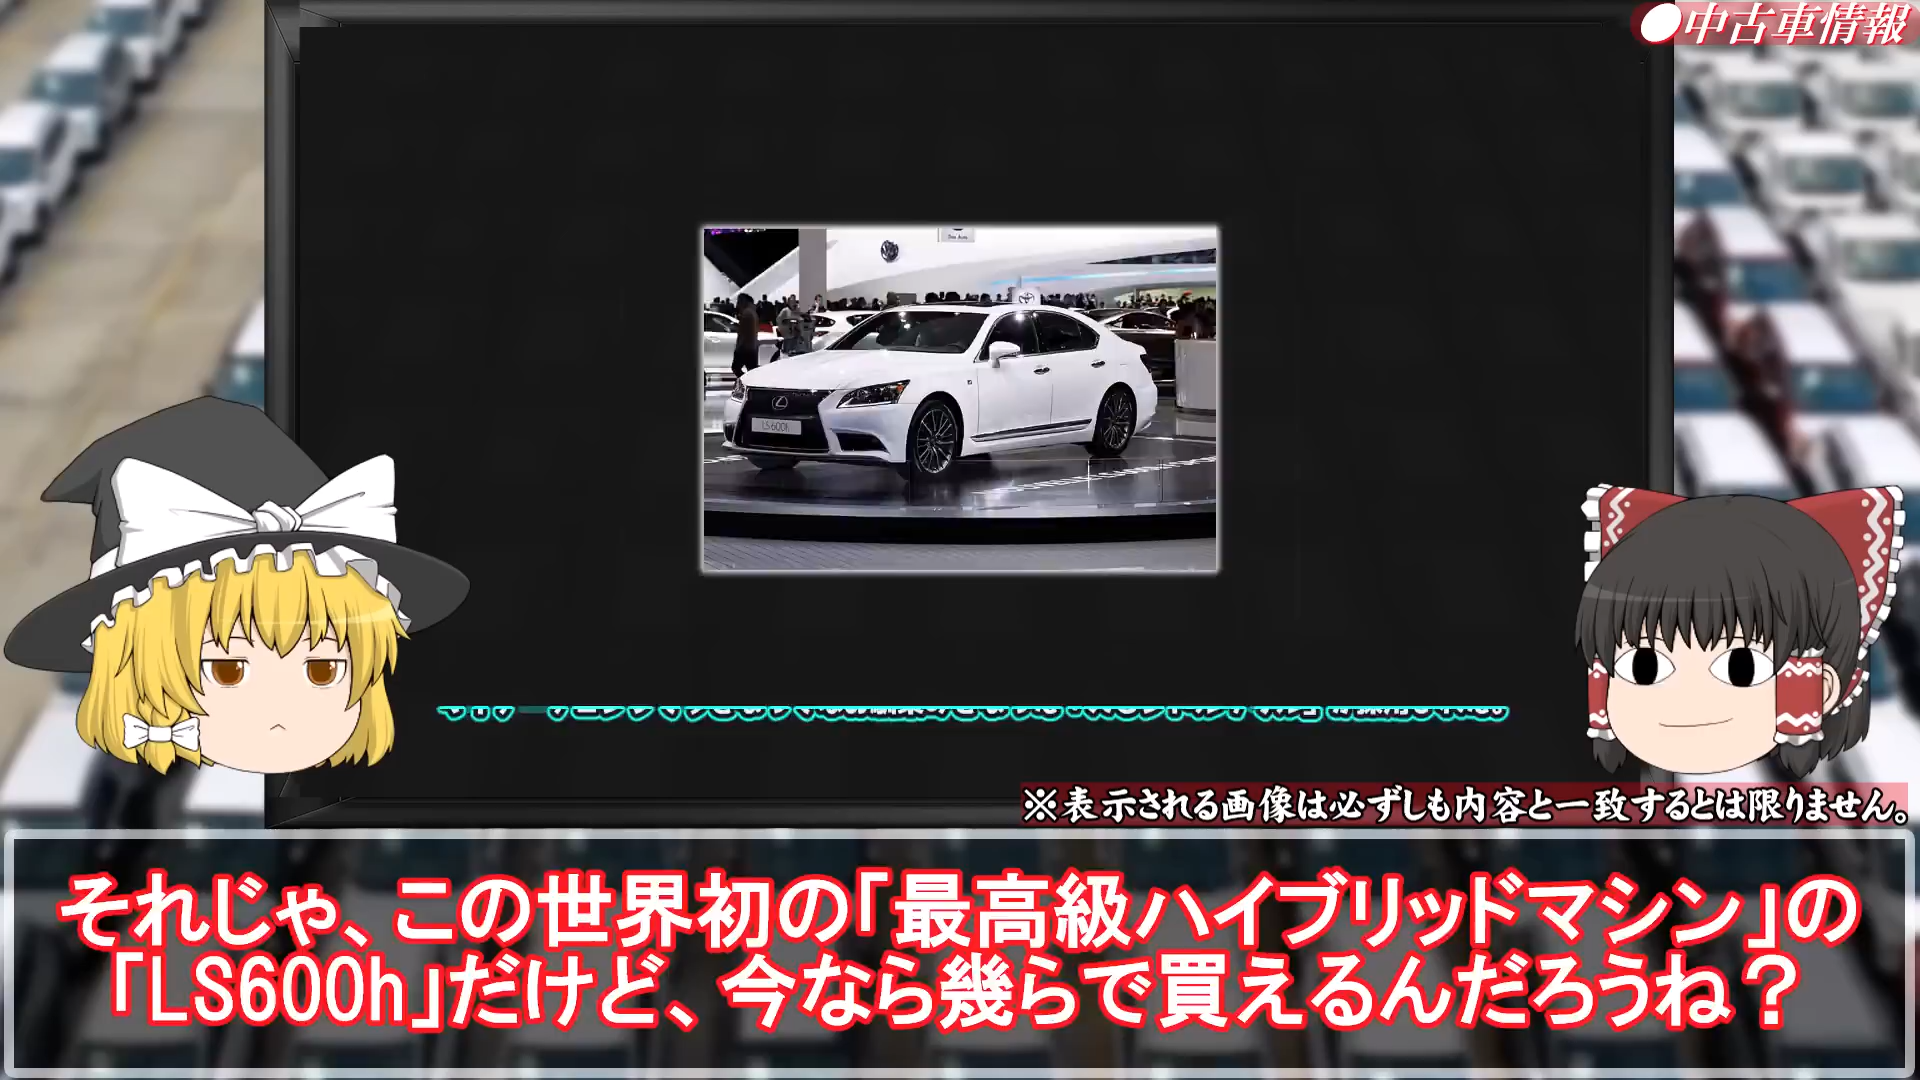 中古車情報
LS600h
※表示される画像は必ずしも内容と一致するとは限りません。
それじゃ、この世界初の「最高級ハイブリッドマシン」の
「LS600h」だけど、今なら幾らで買えるんだろうね？